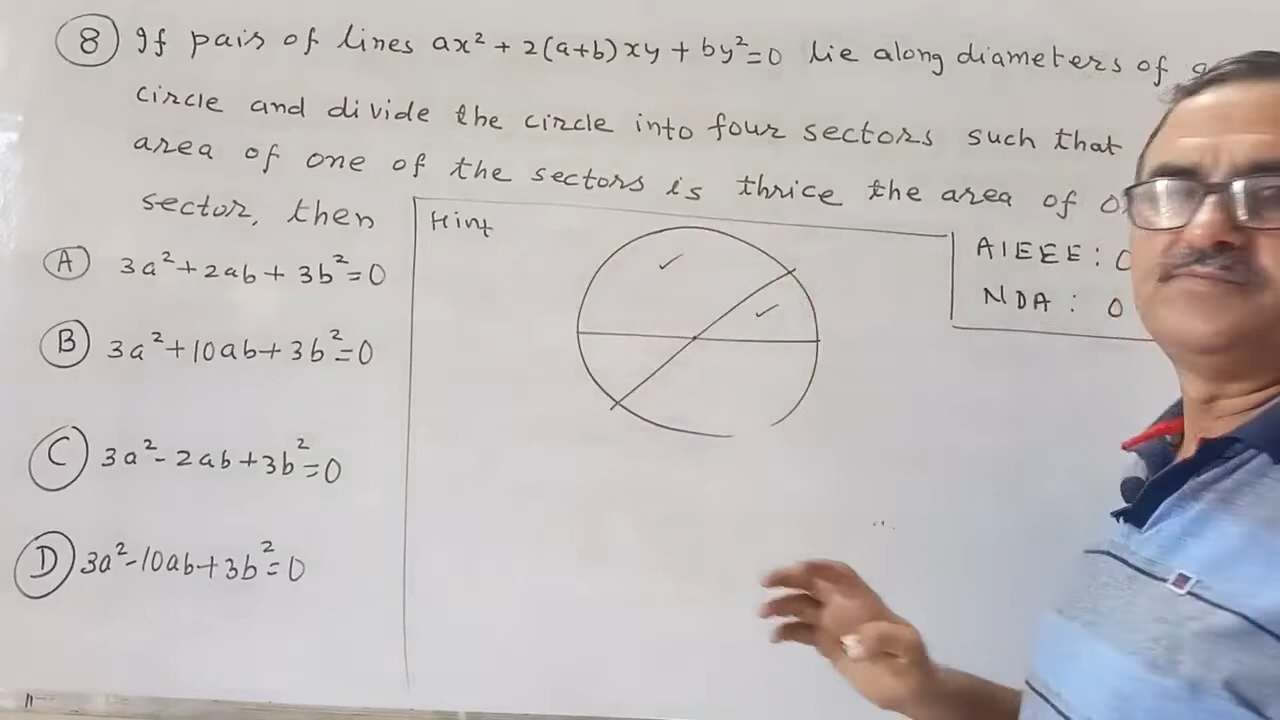 8 If pair of lines ax² + 2(a+b)xy + by² = 0 lie along diameters of
circle and divide the circle into four sectors such that
area of one of the sectors is thrice the area of
sector, then
Hint
AIEEE :
NDA : 0
A 3a² + 2ab + 3b² = 0
B 3a² + 10ab + 3b² = 0
C 3a² - 2ab + 3b² = 0
D 3a² - 10ab + 3b² = 0